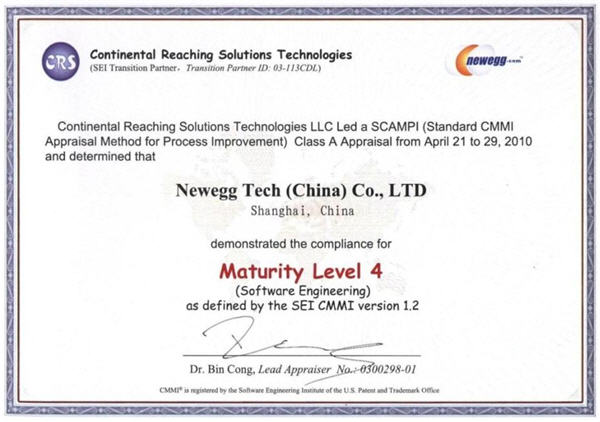 CRS
Continental Reaching Solutions Technologies
(SEI Transition Partner, Transition Partner ID: 03-113CDL)
newegg.com
Continental Reaching Solutions Technologies LLC Led a SCAMPI (Standard CMMI
Appraisal Method for Process Improvement) Class A Appraisal from April 21 to 29, 2010
and determined that
Newegg Tech (China) Co., LTD
Shanghai, China
demonstrated the compliance for
Maturity Level 4
(Software Engineering)
as defined by the SEI CMMI version 1.2
Dr. Bin Cong, Lead Appraiser No.: 0300298-01
CMMI® is registered by the Software Engineering Institute of the U.S. Patent and Trademark Office